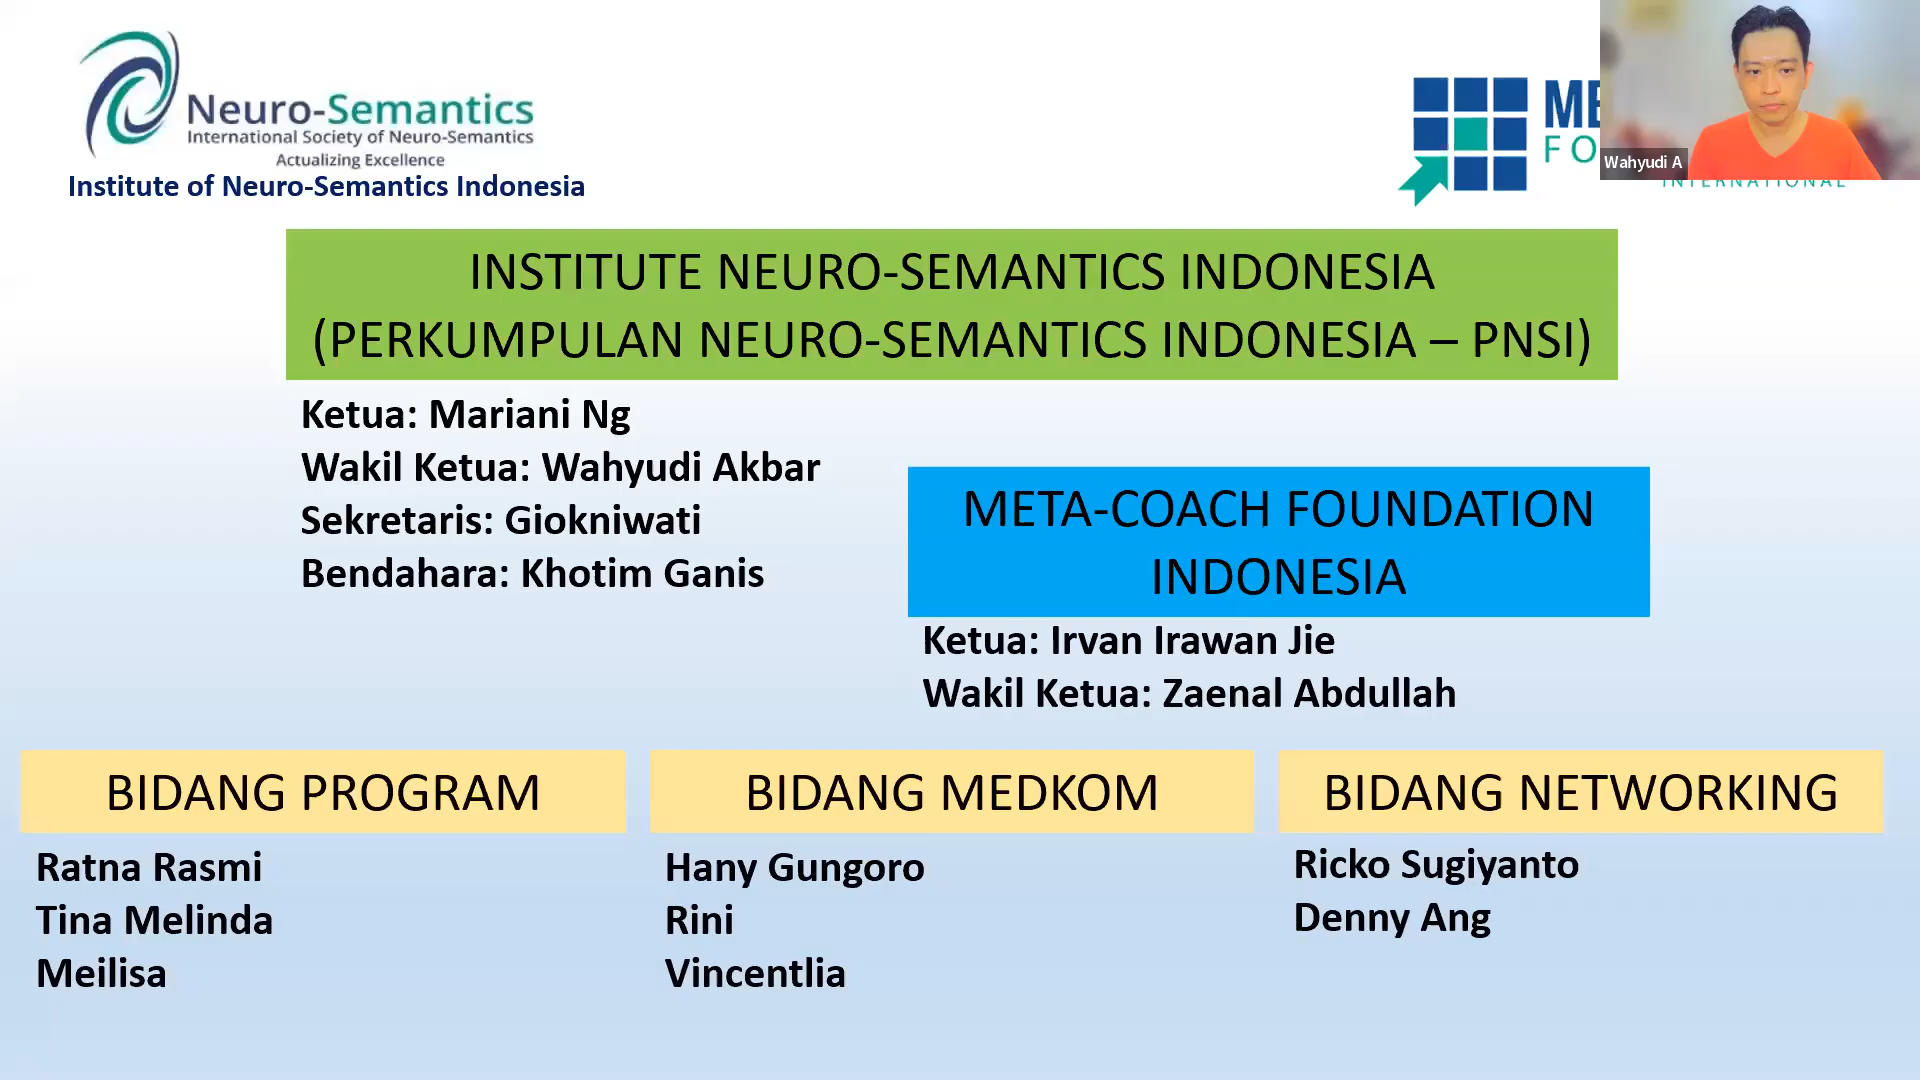 Neuro-Semantics
International Society of Neuro-Semantics
Actualizing Excellence
Institute of Neuro-Semantics Indonesia
Wahyudi A
INTERNATIONAL
INSTITUTE NEURO-SEMANTICS INDONESIA
(PERKUMPULAN NEURO-SEMANTICS INDONESIA – PNSI)
Ketua: Mariani Ng
Wakil Ketua: Wahyudi Akbar
Sekretaris: Giokniwati
Bendahara: Khotim Ganis
META-COACH FOUNDATION
INDONESIA
Ketua: Irvan Irawan Jie
Wakil Ketua: Zaenal Abdullah
BIDANG PROGRAM
Ratna Rasmi
Tina Melinda
Meilisa
BIDANG MEDKOM
Hany Gungoro
Rini
Vincentlia
BIDANG NETWORKING
Ricko Sugiyanto
Denny Ang